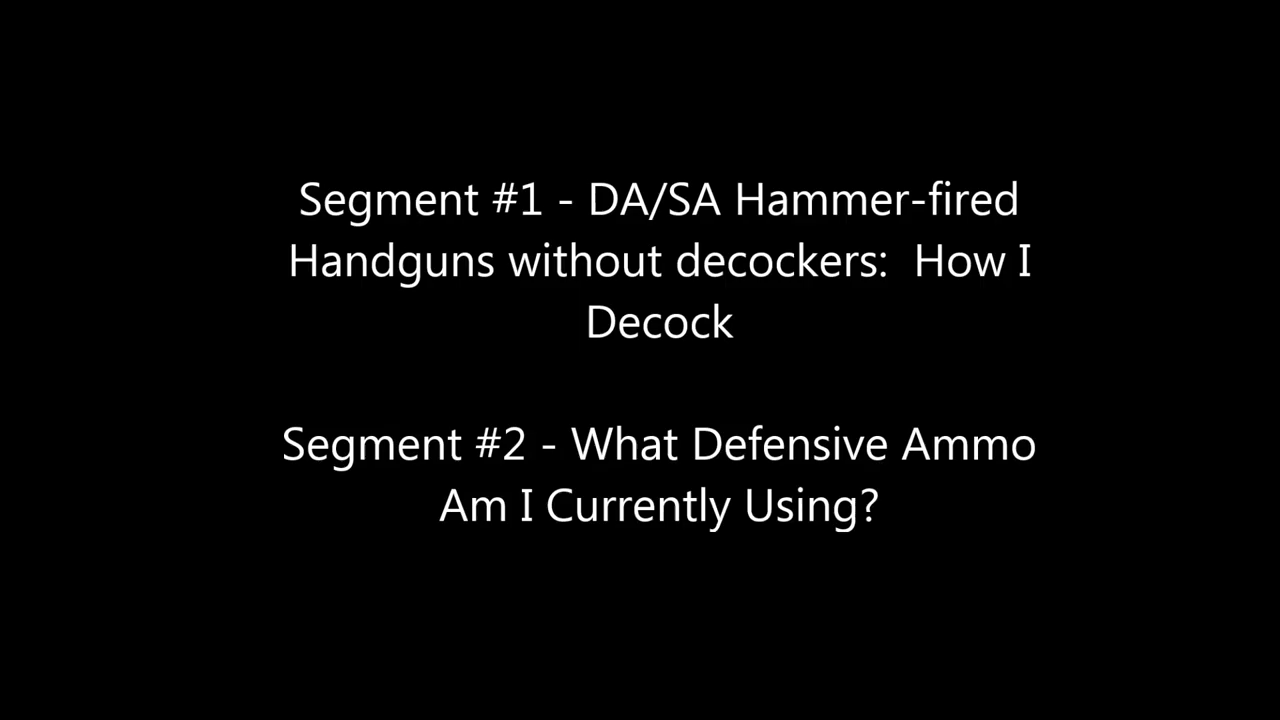 Segment #1 - DA/SA Hammer-fired
Handguns without decockers:  How I
Decock
Segment #2 - What Defensive Ammo
Am I Currently Using?